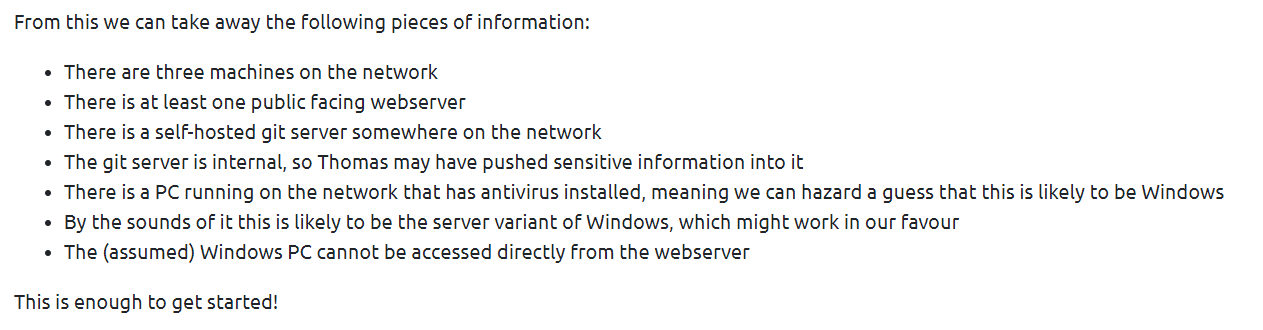 From this we can take away the following pieces of information:
• There are three machines on the network
• There is at least one public facing webserver
• There is a self-hosted git server somewhere on the network
• The git server is internal, so Thomas may have pushed sensitive information into it
• There is a PC running on the network that has antivirus installed, meaning we can hazard a guess that this is likely to be Windows
• By the sounds of it this is likely to be the server variant of Windows, which might work in our favour
• The (assumed) Windows PC cannot be accessed directly from the webserver
This is enough to get started!